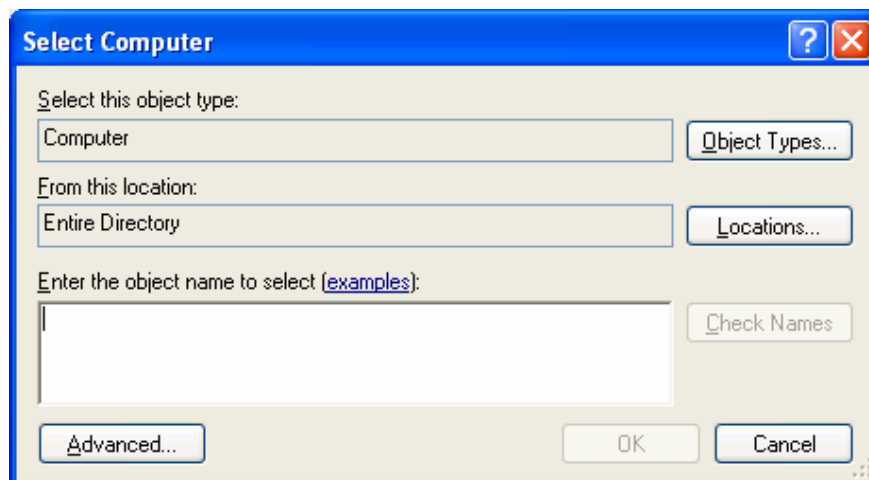 Select Computer
Select this object type:
Computer
Object Types...
From this location:
Entire Directory
Locations...
Enter the object name to select (examples):
Check Names
Advanced...
OK
Cancel